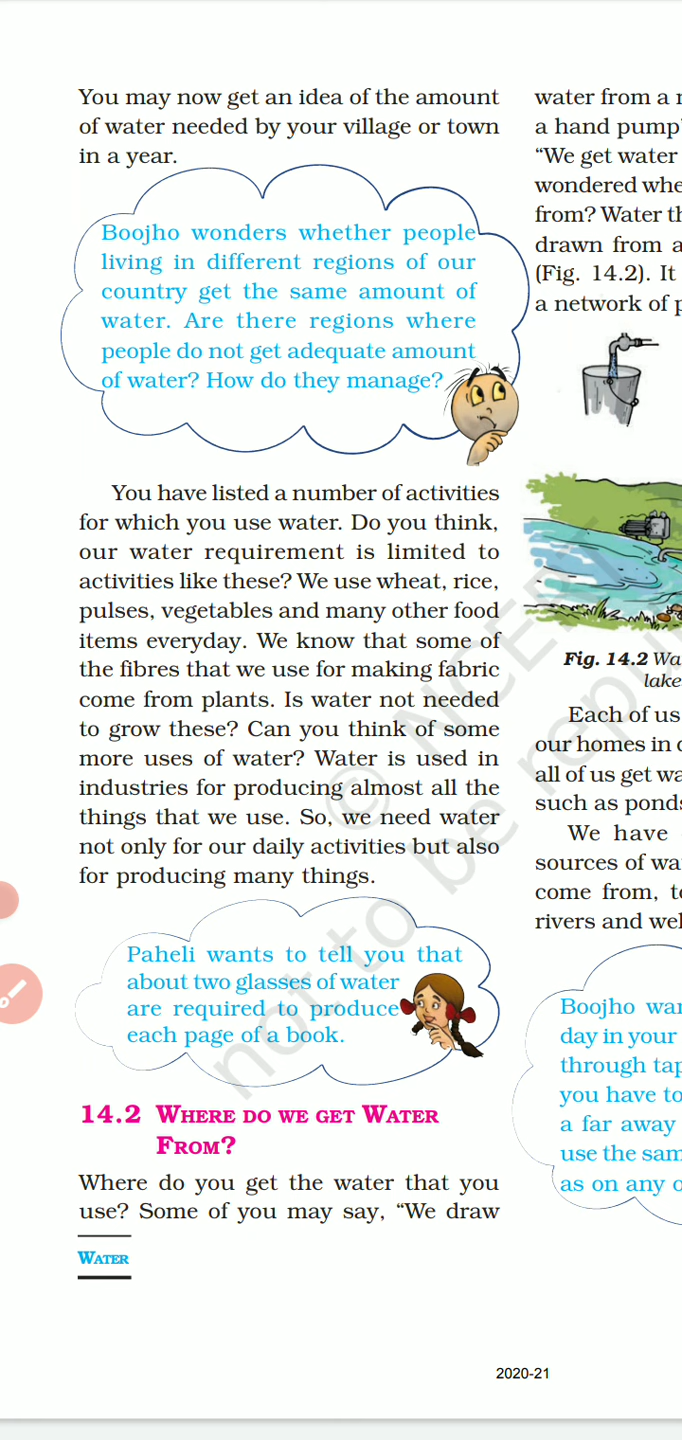 You may now get an idea of the amount
of water needed by your village or town
in a year.
Boojho wonders whether people
living in different regions of our
country get the same amount of
water. Are there regions where
people do not get adequate amount
of water? How do they manage?
You have listed a number of activities
for which you use water. Do you think,
our water requirement is limited to
activities like these? We use wheat, rice,
pulses, vegetables and many other food
items everyday. We know that some of
the fibres that we use for making fabric
come from plants. Is water not needed
to grow these? Can you think of some
more uses of water? Water is used in
industries for producing almost all the
things that we use. So, we need water
not only for our daily activities but also
for producing many things.
Paheli wants to tell you that
about two glasses of water
are required to produce
each page of a book.
14.2 WHERE DO WE GET WATER
FROM?
Where do you get the water that you
use? Some of you may say, “We draw
WATER
water from a
a hand pump”
“We get water
wondered
from? Water
drawn from a
(Fig. 14.2). It
a network of
Fig. 14.2
Each of us
our homes in
all of us get
such as ponds
We have
sources of
come from,
rivers and
Boojho
day in your
through
you have to
a far away
use the
as on any
© NCERT
not to be
2020-21